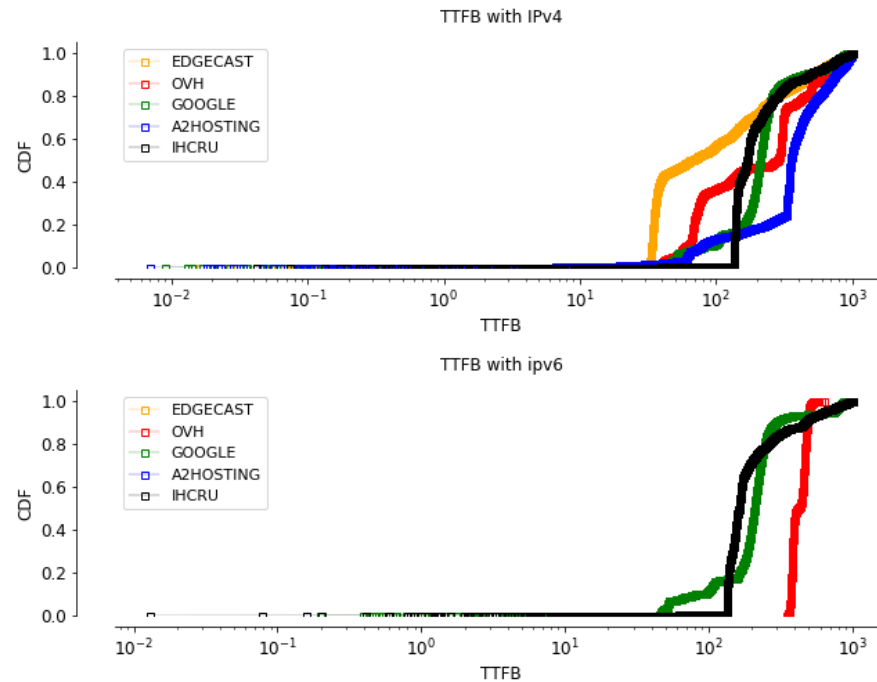 TTFB with IPv4
CDF
1.0
0.8
0.6
0.4
0.2
0.0
EDGECAST
OVH
GOOGLE
A2HOSTING
IHCRU
10⁻² 10⁻¹ 10⁰ 10¹ 10² 10³
TTFB
TTFB with ipv6
CDF
1.0
0.8
0.6
0.4
0.2
0.0
EDGECAST
OVH
GOOGLE
A2HOSTING
IHCRU
10⁻² 10⁻¹ 10⁰ 10¹ 10² 10³
TTFB